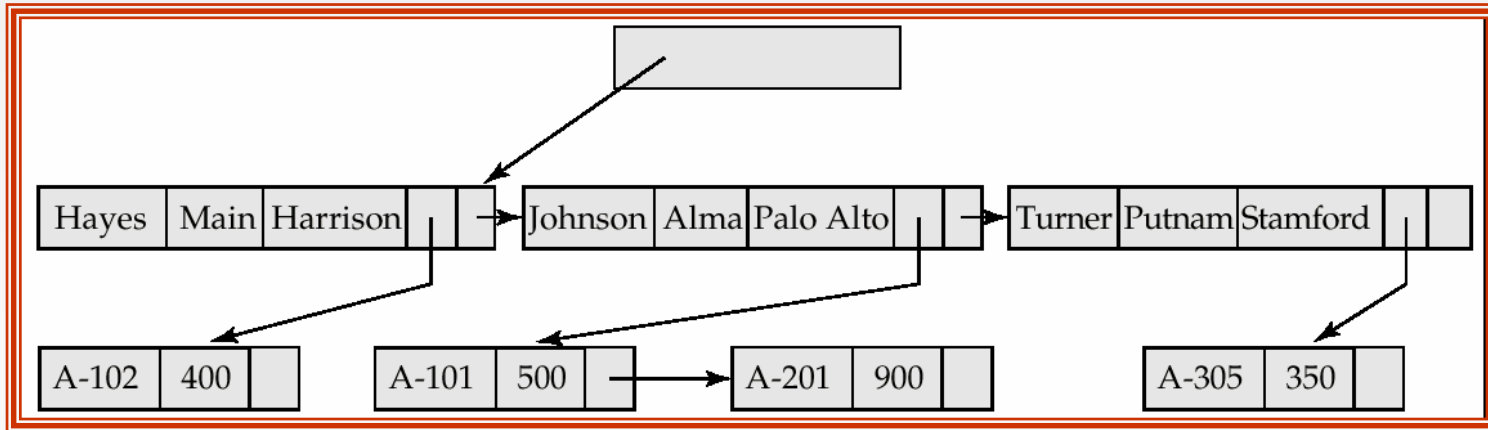 Hayes Main Harrison Johnson Alma Palo Alto Turner Putnam Stamford
A-102 400 A-101 500 A-201 900 A-305 350